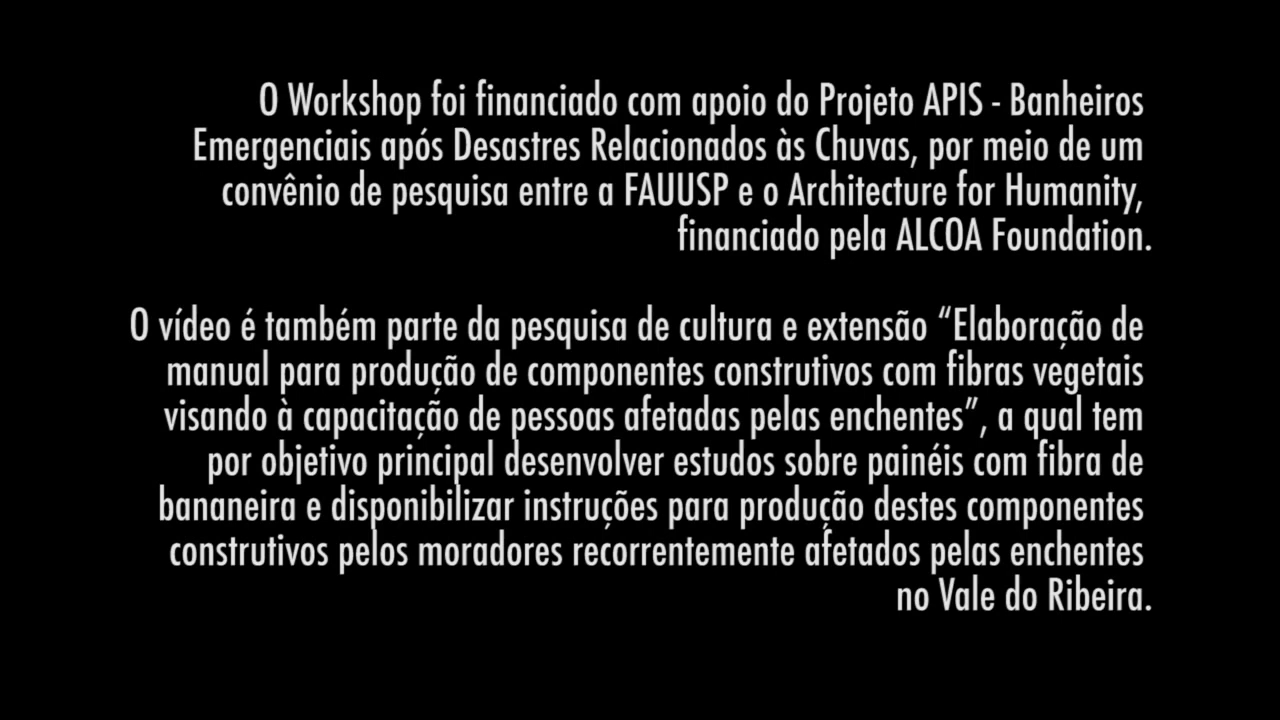 O Workshop foi financiado com apoio do Projeto APIS - Banheiros
Emergenciais após Desastres Relacionados às Chuvas, por meio de um
convênio de pesquisa entre a FAUUSP e o Architecture for Humanity,
financiado pela ALCOA Foundation.
O vídeo é também parte da pesquisa de cultura e extensão “Elaboração de
manual para produção de componentes construtivos com fibras vegetais
visando à capacitação de pessoas afetadas pelas enchentes”, a qual tem
por objetivo principal desenvolver estudos sobre painéis com fibra de
bananeira e disponibilizar instruções para produção destes componentes
construtivos pelos moradores recorrentemente afetados pelas enchentes
no Vale do Ribeira.